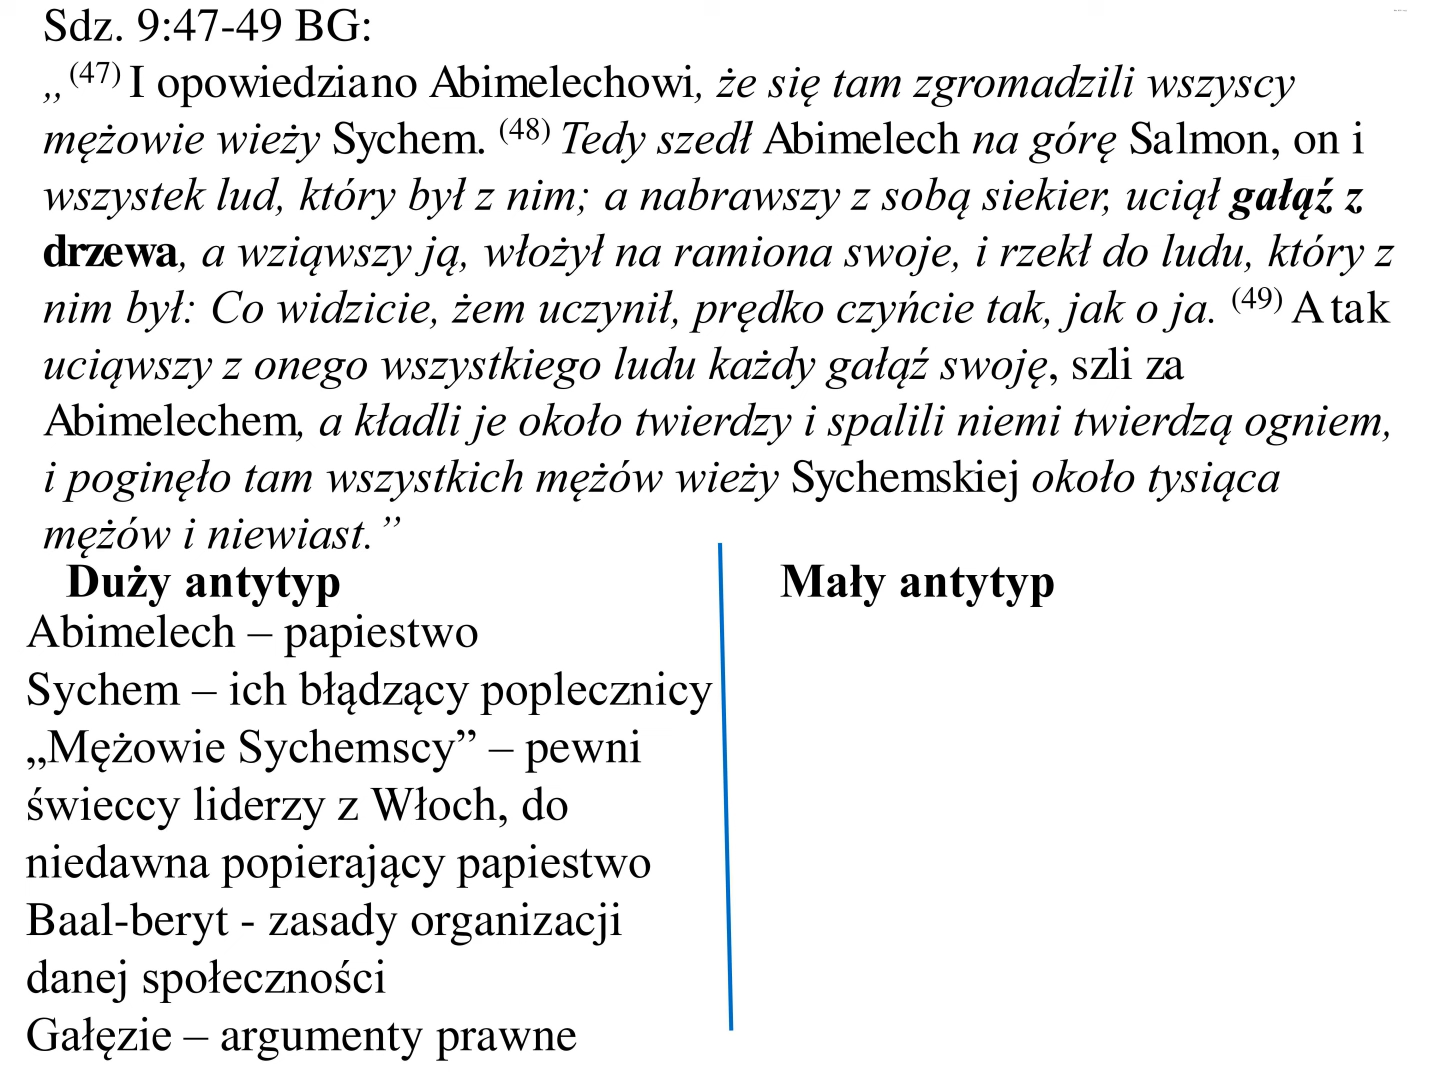 Sdz. 9:47-49 BG:
„(47) I opowiedziano Abimelechowi, że się tam zgromadzili wszyscy
mężowie wieży Sychem. (48) Tedy szedł Abimelech na górę Salmon, on i
wszystek lud, który był z nim; a nabrawszy z sobą siekier, uciął gałąź z
drzewa, a wziąwszy ją, włożył na ramiona swoje, i rzekł do ludu, który z
nim był: Co widzicie, żem uczynił, prędko czyńcie tak, jak o ja. (49) A tak
uciąwszy z onego wszystkiego ludu każdy gałąź swoję, szli za
Abimelechem, a kładli je około twierdzy i spalili niemi twierdzą ogniem,
i poginęło tam wszystkich mężów wieży Sychemskiej około tysiąca
mężów i niewiast.”
Duży antytyp
Abimelech – papiestwo
Sychem – ich błądzący poplecznicy
„Mężowie Sychemscy” – pewni
świeccy liderzy z Włoch, do
niedawna popierający papiestwo
Baal-beryt - zasady organizacji
danej społeczności
Gałęzie – argumenty prawne
Mały antytyp